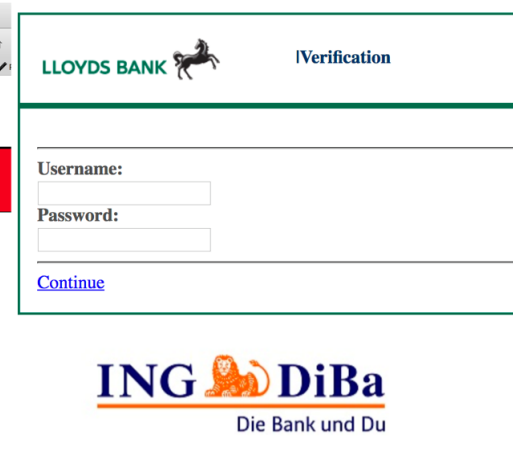 LLOYDS BANK
|Verification
Username:
Password:
Continue
ING DiBa
Die Bank und Du